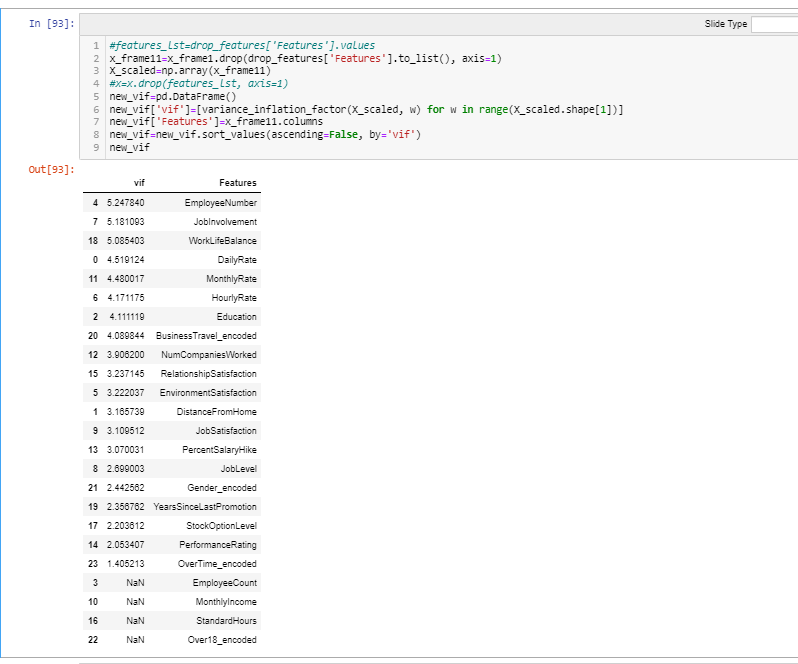 In [93]:
Slide Type
1 #features_lst=drop_features['Features'].values
2 x_frame11=x_frame1.drop(drop_features['Features'].to_list(), axis=1)
3 X_scaled=np.array(x_frame11)
4 #x=x.drop(features_lst, axis=1)
5 new_vif=pd.DataFrame()
6 new_vif['vif']=[variance_inflation_factor(X_scaled, w) for w in range(X_scaled.shape[1])]
7 new_vif['Features']=x_frame11.columns
8 new_vif=new_vif.sort_values(ascending=False, by='vif')
9 new_vif
Out[93]:
vif Features
4 5.247840 EmployeeNumber
7 5.181093 JobInvolvement
18 5.085403 WorkLifeBalance
0 4.519124 DailyRate
11 4.480017 MonthlyRate
6 4.171175 HourlyRate
2 4.111119 Education
20 4.089844 BusinessTravel_encoded
12 3.906200 NumCompaniesWorked
15 3.237145 RelationshipSatisfaction
5 3.222037 EnvironmentSatisfaction
1 3.165739 DistanceFromHome
9 3.109512 JobSatisfaction
13 3.070031 PercentSalaryHike
8 2.699003 JobLevel
21 2.442562 Gender_encoded
19 2.356762 YearsSinceLastPromotion
17 2.203612 StockOptionLevel
14 2.053407 PerformanceRating
23 1.405213 OverTime_encoded
3 NaN EmployeeCount
10 NaN MonthlyIncome
16 NaN StandardHours
22 NaN Over18_encoded